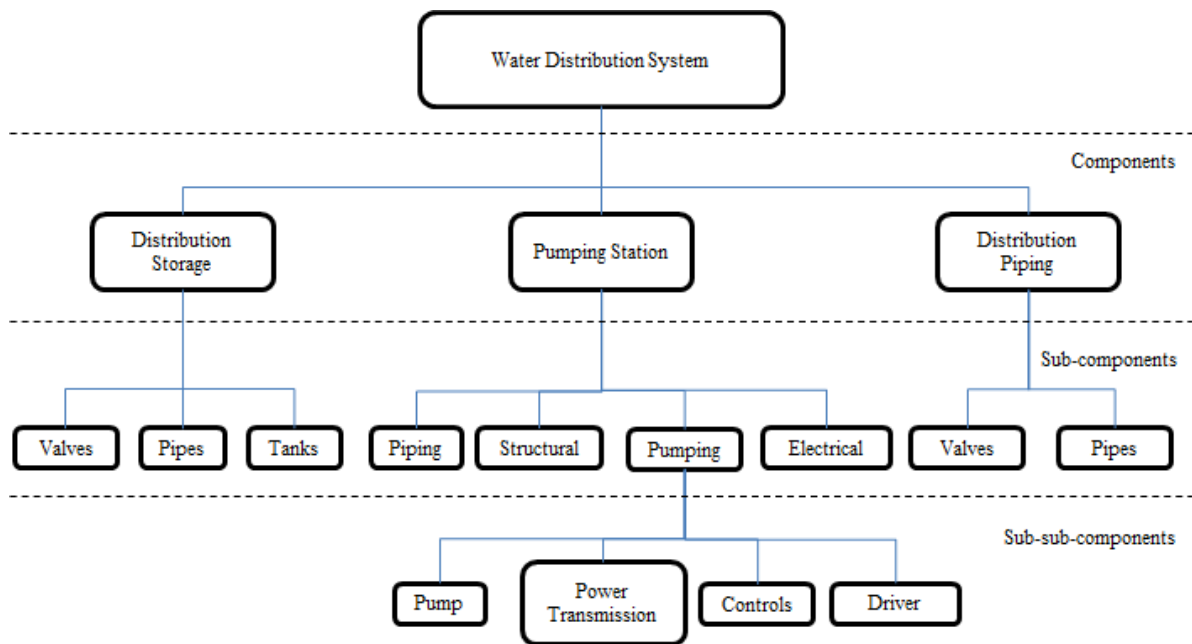 Water Distribution System
Components
Distribution
Storage
Pumping Station
Distribution
Piping
Sub-components
Valves
Pipes
Tanks
Piping
Structural
Pumping
Electrical
Valves
Pipes
Sub-sub-components
Pump
Power
Transmission
Controls
Driver